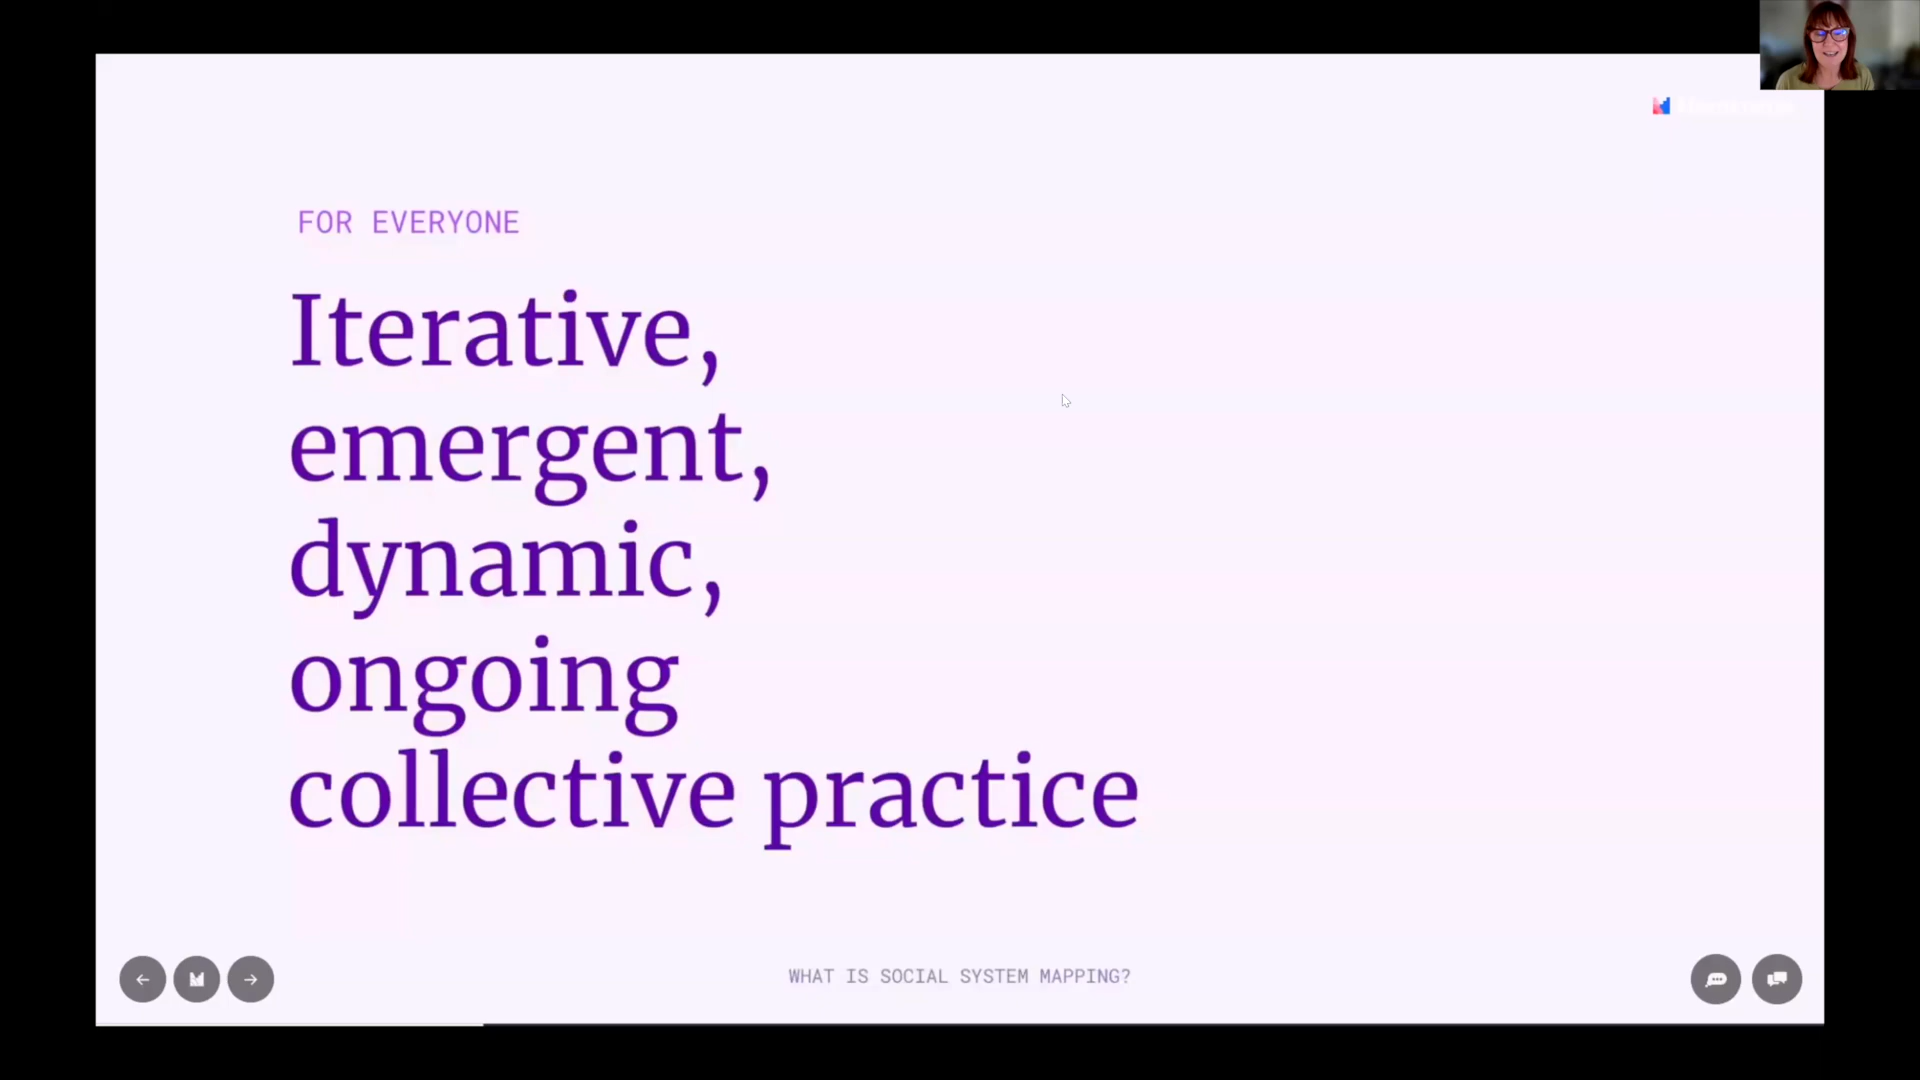 FOR EVERYONE
Iterative,
emergent,
dynamic,
ongoing
collective practice
WHAT IS SOCIAL SYSTEM MAPPING?